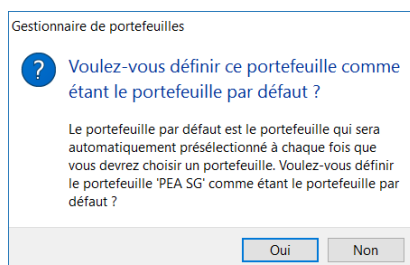 Gestionnaire de portefeuilles
?
Voulez-vous définir ce portefeuille comme
étant le portefeuille par défaut ?
Le portefeuille par défaut est le portefeuille qui sera
automatiquement présélectionné à chaque fois que
vous devrez choisir un portefeuille. Voulez-vous définir
le portefeuille 'PEA SG' comme étant le portefeuille par
défaut ?
Oui Non